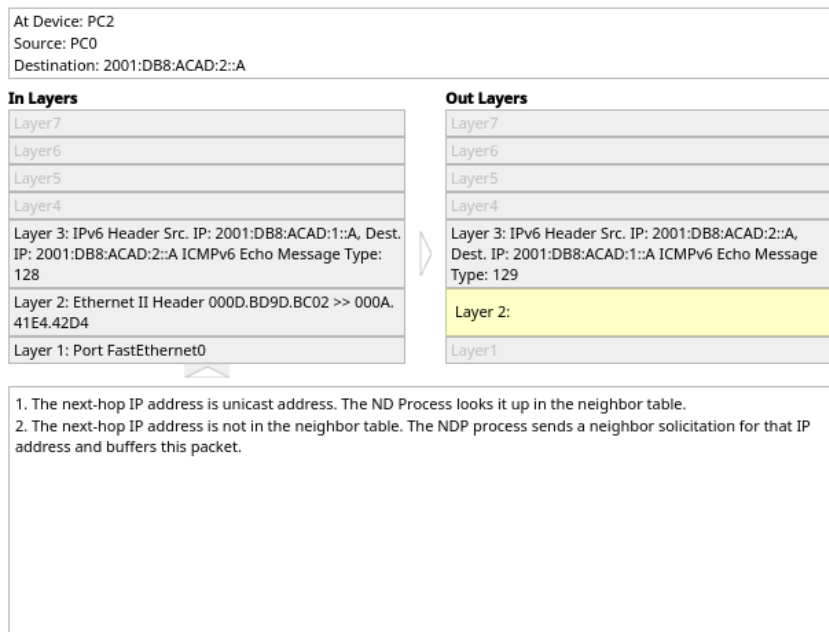 At Device: PC2
Source: PC0
Destination: 2001:DB8:ACAD:2::A
In Layers
Layer7
Layer6
Layer5
Layer4
Layer 3: IPv6 Header Src. IP: 2001:DB8:ACAD:1::A, Dest.
IP: 2001:DB8:ACAD:2::A ICMPv6 Echo Message Type:
128
Layer 2: Ethernet II Header 000D.BD9D.BC02 >> 000A.
41E4.42D4
Layer 1: Port FastEthernet0
Out Layers
Layer7
Layer6
Layer5
Layer4
Layer 3: IPv6 Header Src. IP: 2001:DB8:ACAD:2::A,
Dest. IP: 2001:DB8:ACAD:1::A ICMPv6 Echo Message
Type: 129
Layer 2:
Layer1
1. The next-hop IP address is unicast address. The ND Process looks it up in the neighbor table.
2. The next-hop IP address is not in the neighbor table. The NDP process sends a neighbor solicitation for that IP
address and buffers this packet.